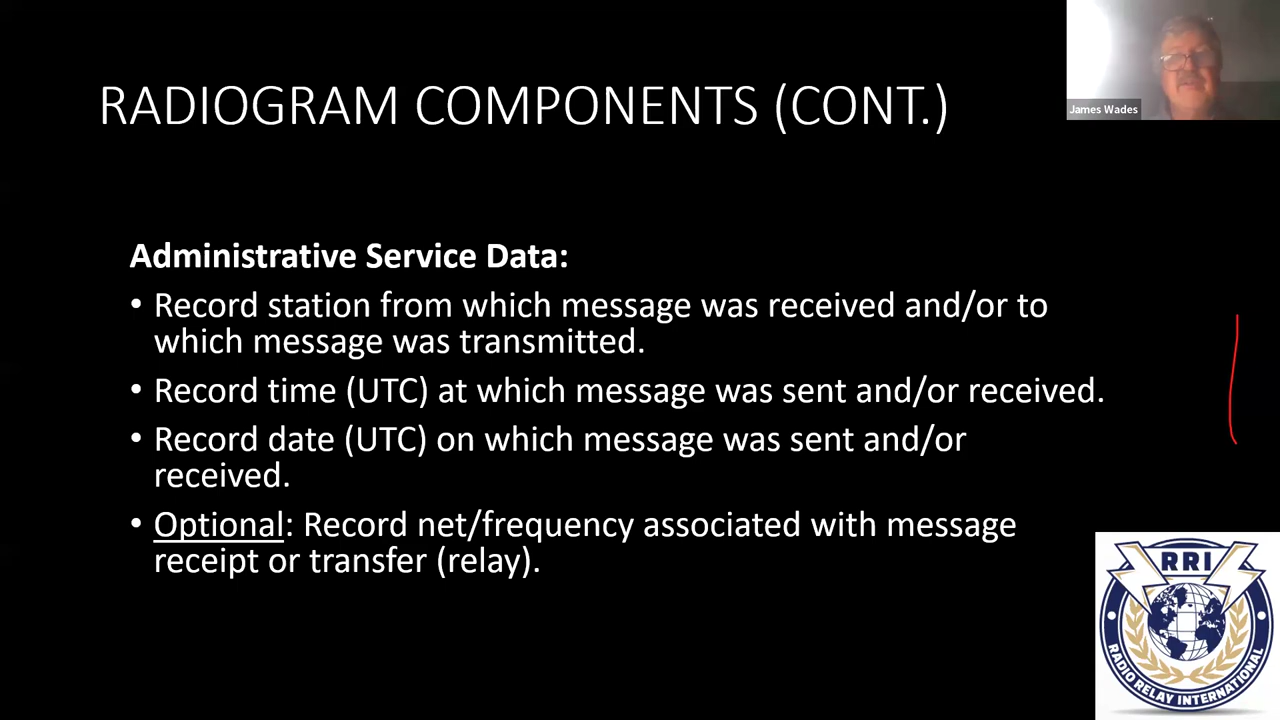 RADIOGRAM COMPONENTS (CONT.)
James Wades
Administrative Service Data:
• Record station from which message was received and/or to
which message was transmitted.
• Record time (UTC) at which message was sent and/or received.
• Record date (UTC) on which message was sent and/or
received.
• Optional: Record net/frequency associated with message
receipt or transfer (relay).
RRI
RADIO RELAY INTERNATIONAL